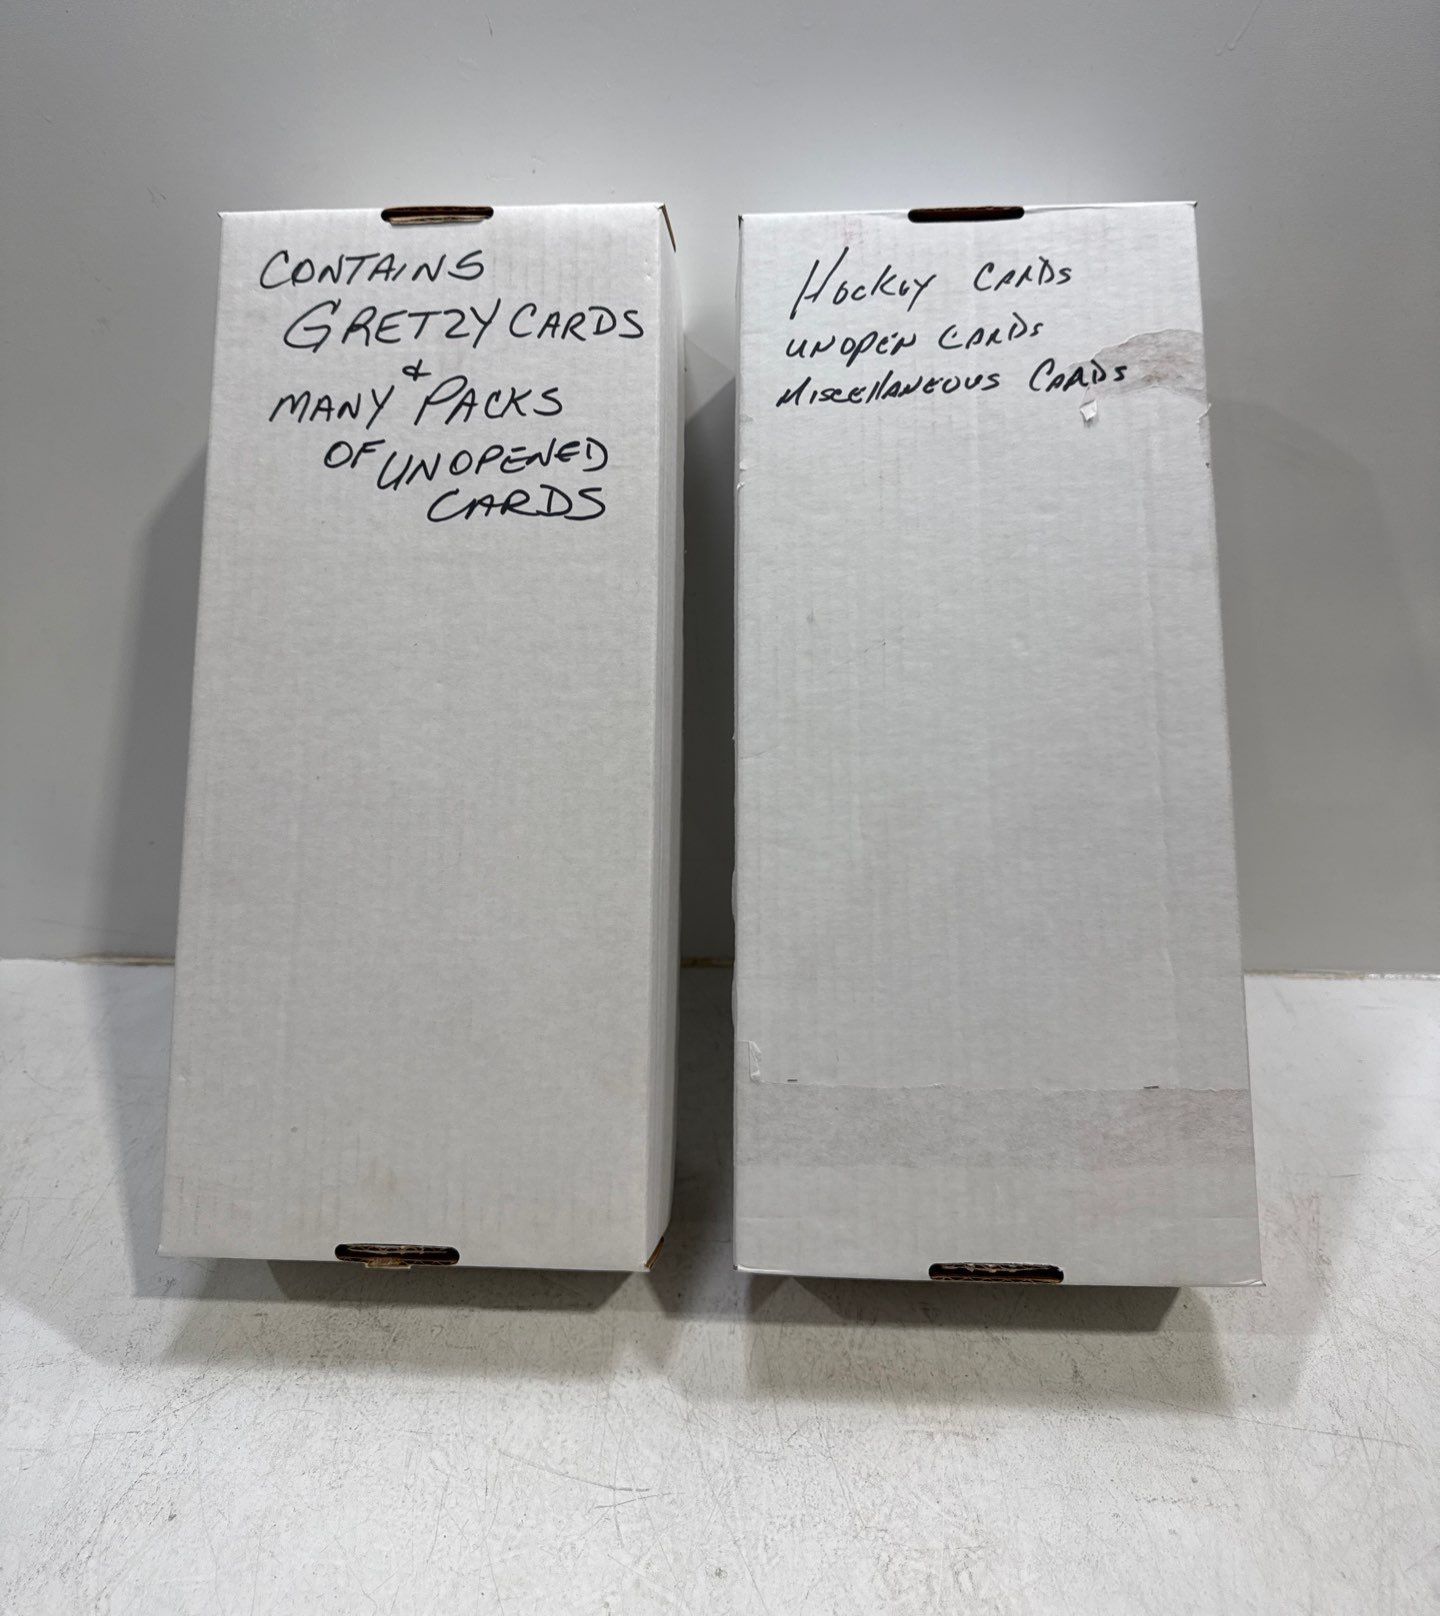 CONTAINS
GRETZY CARDS
&
MANY PACKS
OF UNOPENED
CARDS
Hockey CARDS
UNOPEN CARDS
MiscellANEOUS CARDS